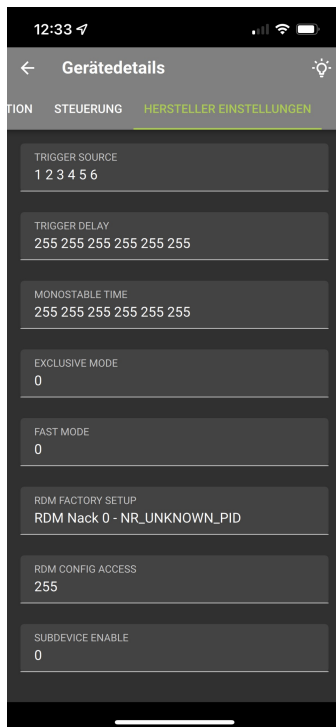 12:33
Gerätedetails
TION STEUERUNG HERSTELLER EINSTELLUNGEN
TRIGGER SOURCE
1 2 3 4 5 6
TRIGGER DELAY
255 255 255 255 255 255
MONOSTABLE TIME
255 255 255 255 255 255
EXCLUSIVE MODE
0
FAST MODE
0
RDM FACTORY SETUP
RDM Nack 0 - NR_UNKNOWN_PID
RDM CONFIG ACCESS
255
SUBDEVICE ENABLE
0